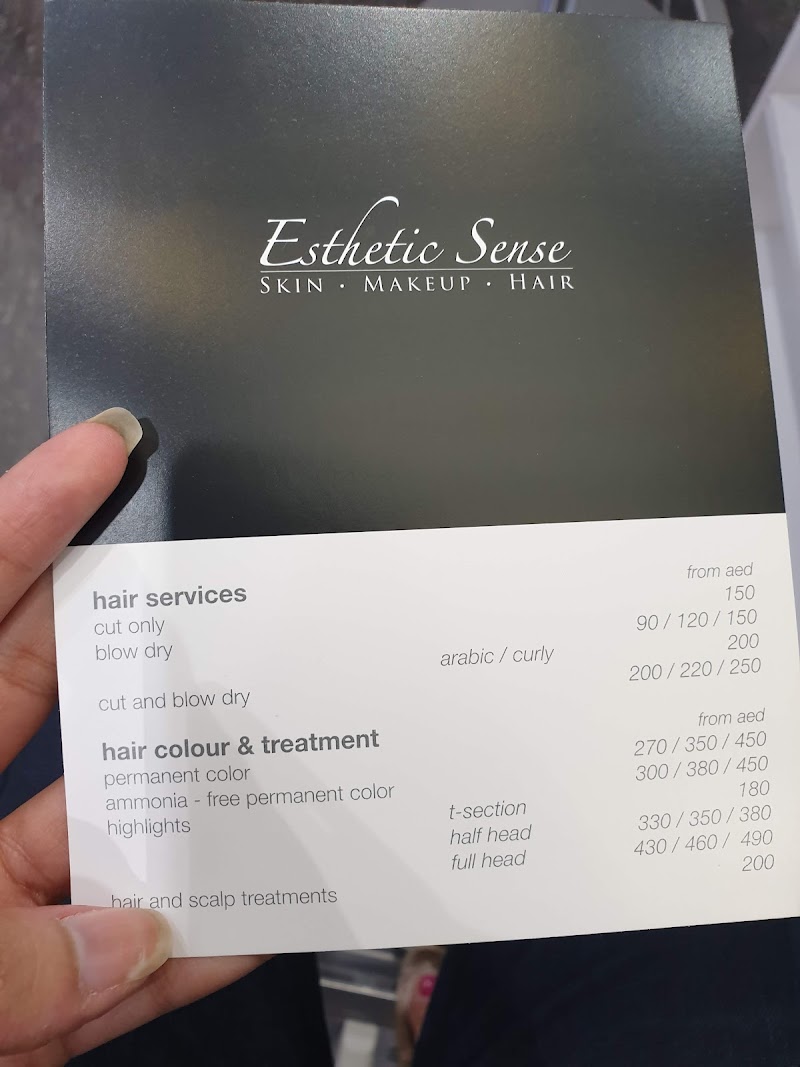 Esthetic Sense
SKIN · MAKEUP · HAIR
hair services from aed
cut only 150
blow dry 90 / 120 / 150
arabic / curly 200
cut and blow dry 200 / 220 / 250
hair colour & treatment from aed
permanent color 270 / 350 / 450
ammonia - free permanent color 300 / 380 / 450
highlights t-section 180
half head 330 / 350 / 380
full head 430 / 460 / 490
hair and scalp treatments 200